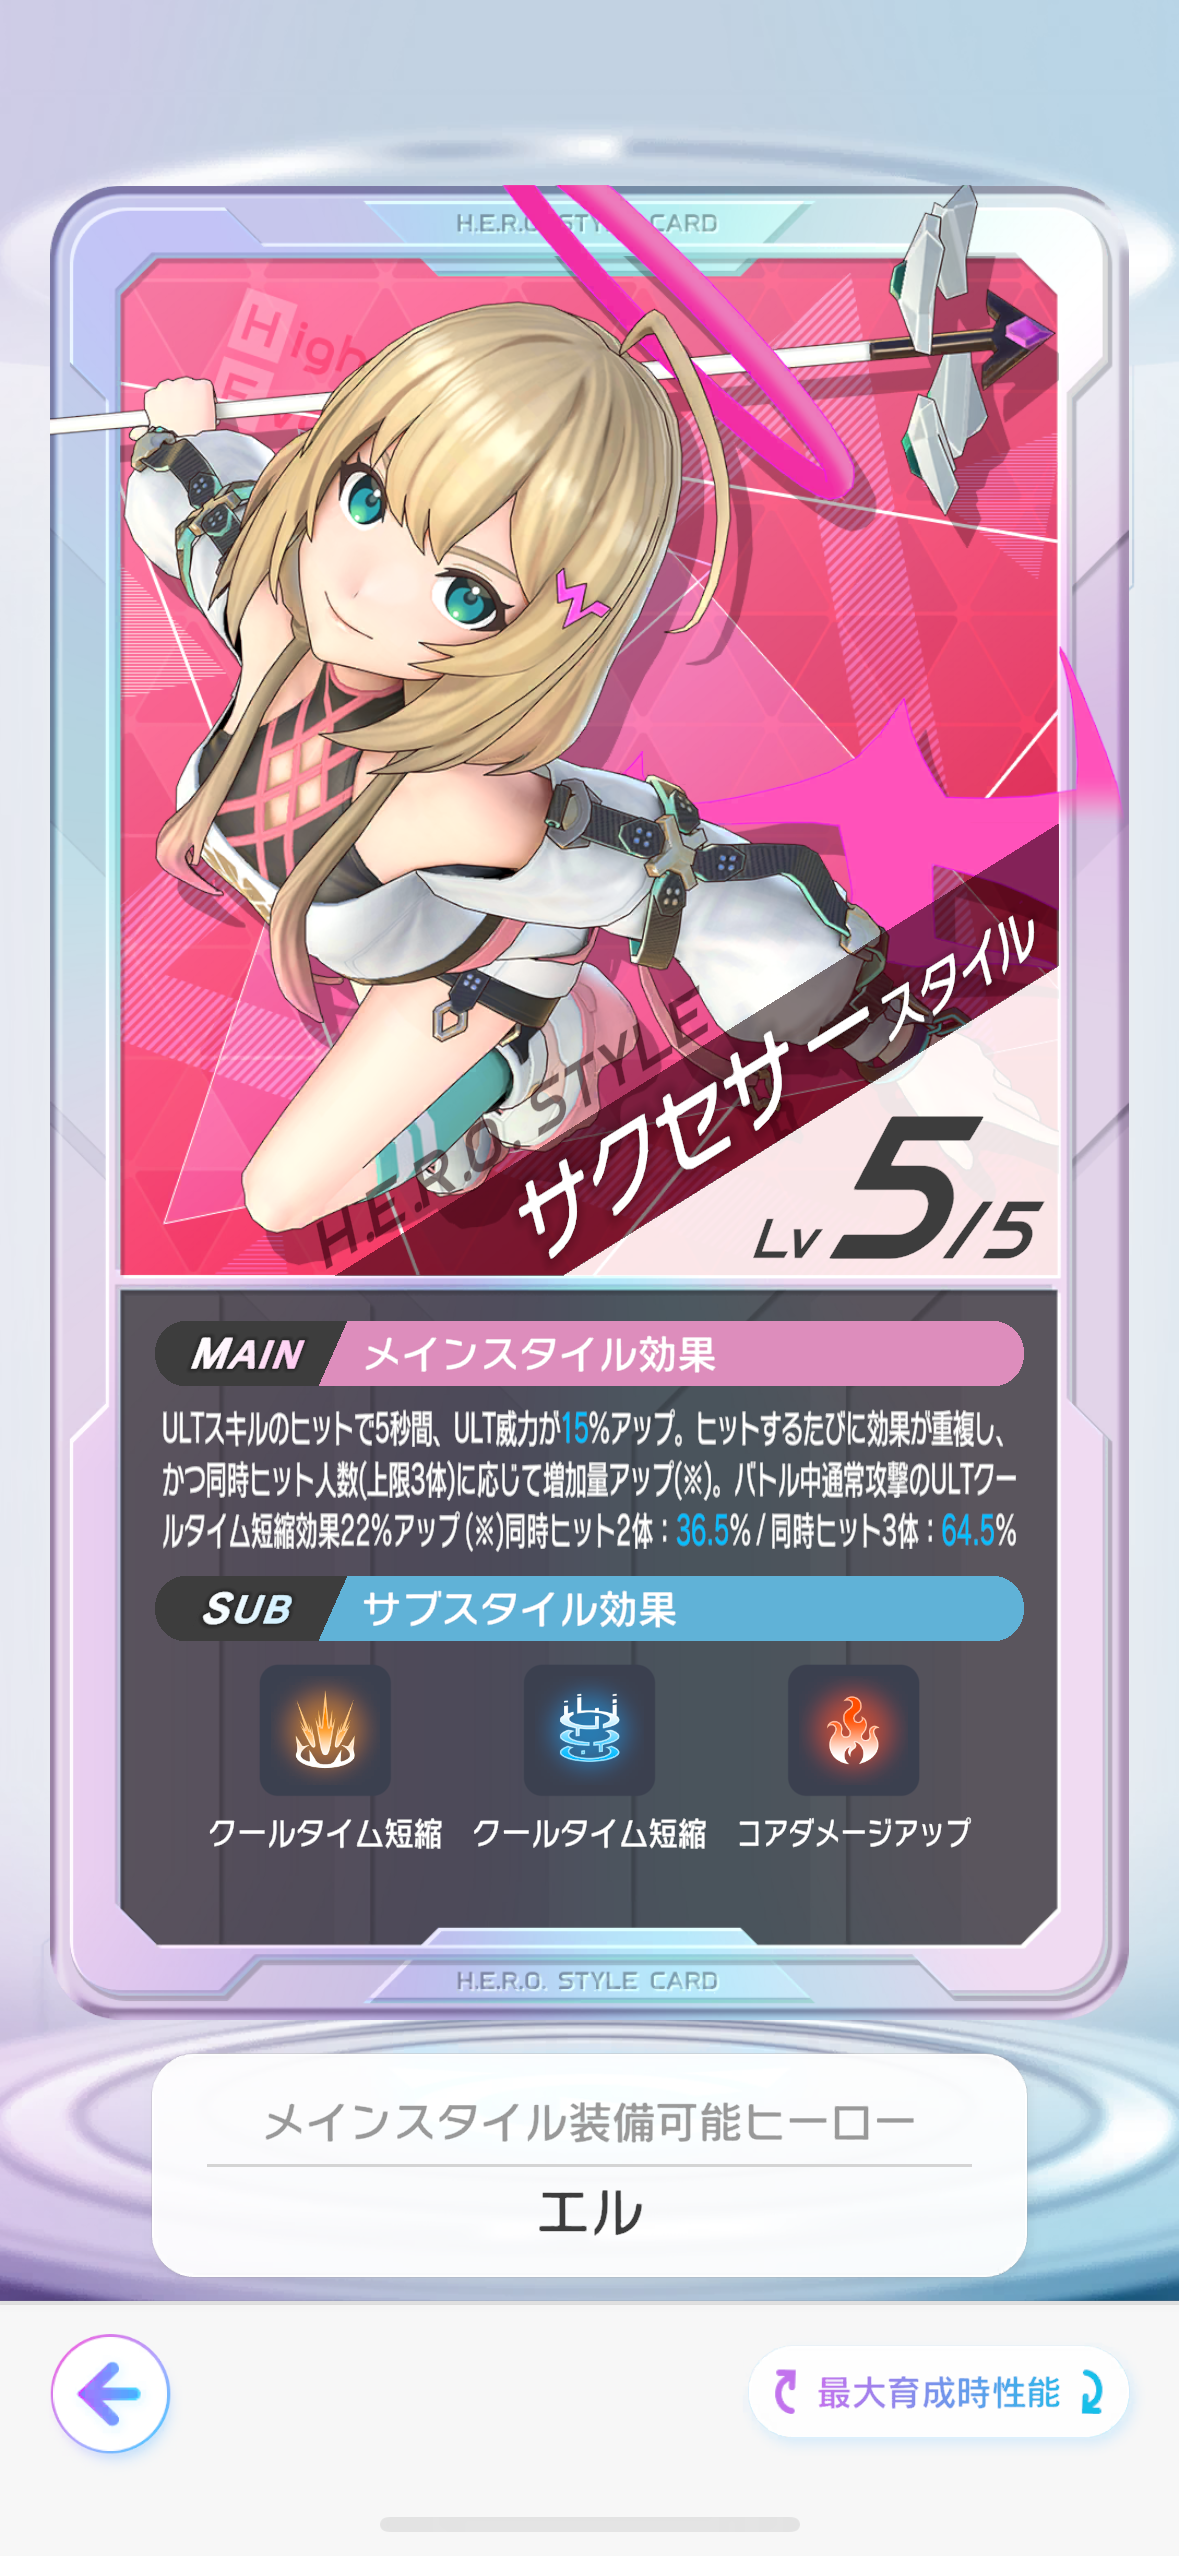 H.E.R.O. STYLE CARD
High
サクセサースタイル
H.E.R.O. STYLE
Lv 5/5
MAIN メインスタイル効果
ULTスキルのヒットで5秒間、ULT威力が15%アップ。ヒットするたびに効果が重複し、
かつ同時ヒット人数(上限3体)に応じて増加量アップ(※)。バトル中通常攻撃のULTクー
ルタイム短縮効果22%アップ (※)同時ヒット2体：36.5% / 同時ヒット3体：64.5%
SUB サブスタイル効果
クールタイム短縮 クールタイム短縮 コアダメージアップ
H.E.R.O. STYLE CARD
メインスタイル装備可能ヒーロー
エル
最大育成時性能